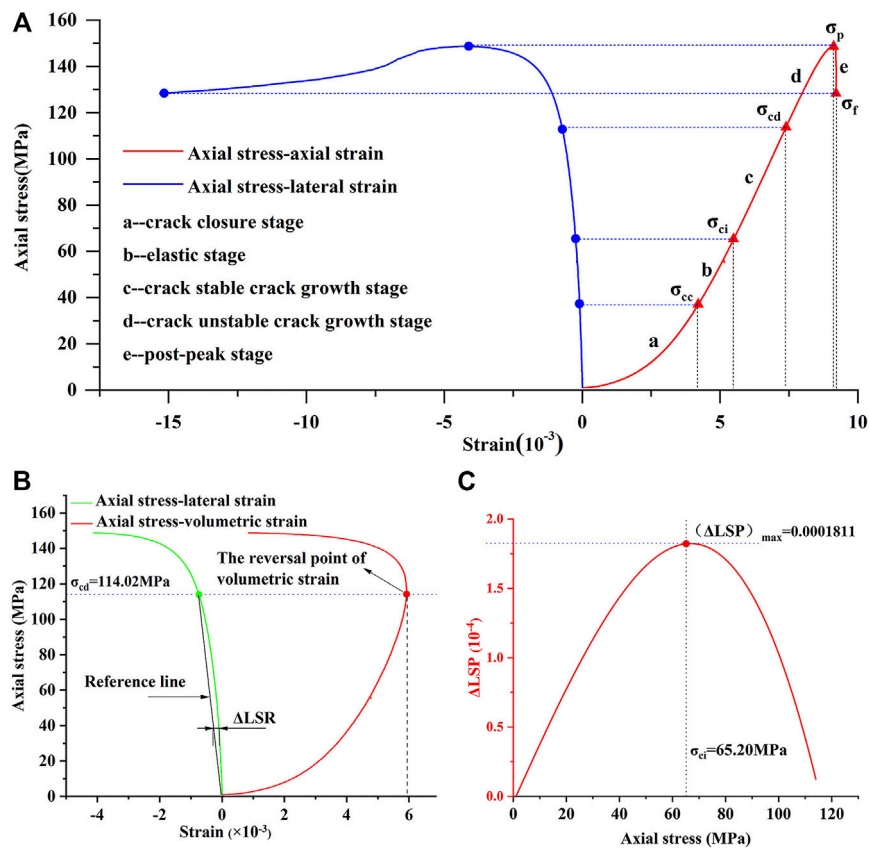 A
160
140
120
100
80
60
40
20
0
Axial stress(MPa)
-15
-10
-5
0
5
10
Strain(10⁻³)
Axial stress-axial strain
Axial stress-lateral strain
a--crack closure stage
b--elastic stage
c--crack stable crack growth stage
d--crack unstable crack growth stage
e--post-peak stage
σp
e
σf
d
σcd
c
σci
b
σcc
a
B
Axial stress-lateral strain
Axial stress-volumetric strain
160
140
120
100
80
60
40
20
0
Axial stress (MPa)
The reversal point of
volumetric strain
σcd=114.02MPa
Reference line
ΔLSR
-4
-2
0
2
4
6
Strain (×10⁻³)
C
2.0
1.5
1.0
0.5
0.0
ΔLSP (10⁻⁴)
(ΔLSP)max=0.0001811
σci=65.20MPa
0
20
40
60
80
100
120
Axial stress (MPa)